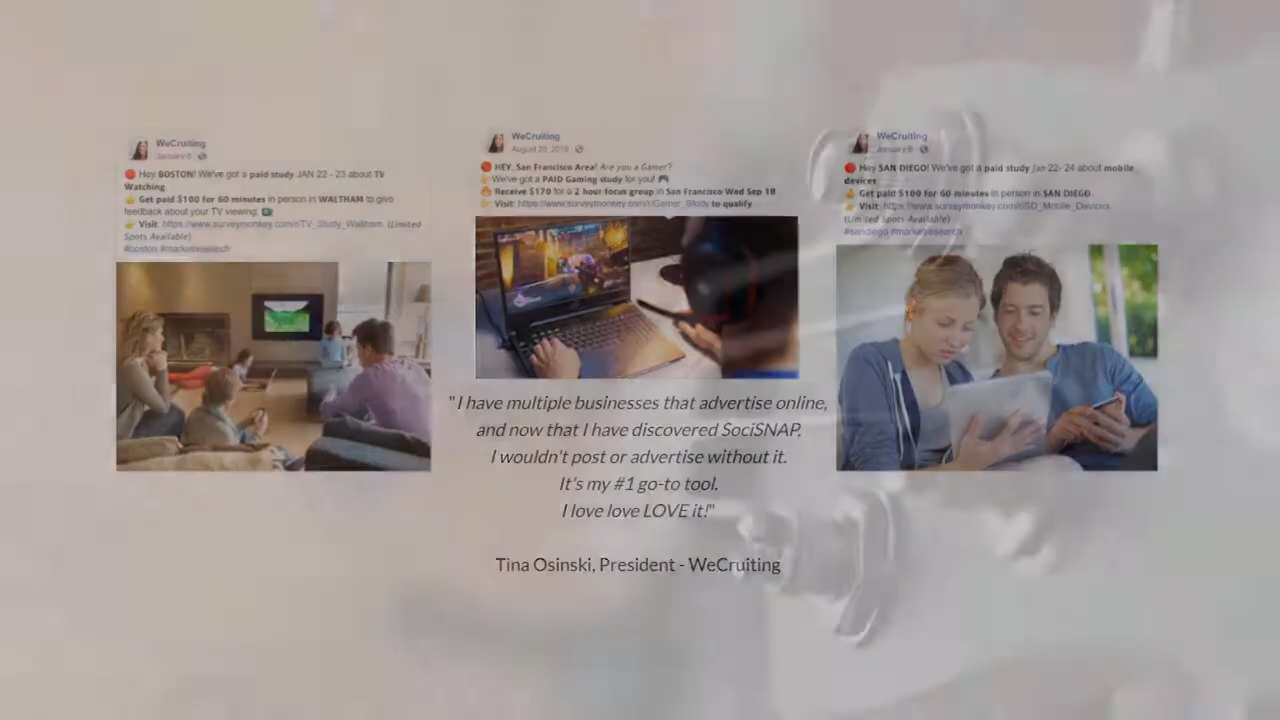 WeCruiting
January 8
Hey BOSTON! We've got a paid study JAN 22 - 23 about TV
Watching
Get paid $100 for 60 minutes in person in WALTHAM to give
feedback about your TV viewing.
Visit: https://www.surveymonkey.com/r/TV_Study_Waltham. (Limited
Spots Available)
#boston #marketresearch
WeCruiting
August 20, 2019
HEY, San Francisco Area! Are you a Gamer?
We've got a PAID Gaming study for you!
Receive $170 for a 2 hour focus group in San Francisco Wed Sep 18
Visit: https://www.surveymonkey.com/r/Gamer_Study to qualify
WeCruiting
January 8
Hey SAN DIEGO! We've got a paid study Jan 22- 24 about mobile
devices
Get paid $100 for 60 minutes in person in SAN DIEGO.
Visit: https://www.surveymonkey.com/r/SD_Mobile_Devices.
(Limited Spots Available)
#sandiego #marketresearch
"I have multiple businesses that advertise online,
and now that I have discovered SociSNAP,
I wouldn't post or advertise without it.
It's my #1 go-to tool.
I love love LOVE it!"
Tina Osinski, President - WeCruiting